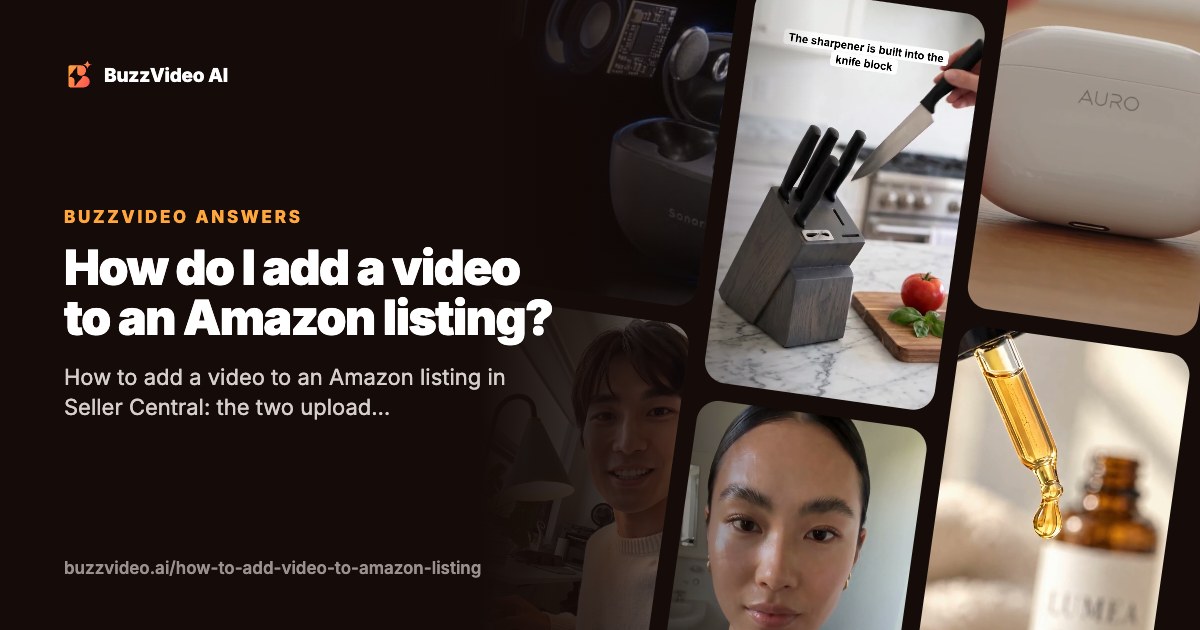 BuzzVideo AI
BUZZVIDEO ANSWERS
How do I add a video
to an Amazon listing?
How to add a video to an Amazon listing in
Seller Central: the two upload...
buzzvideo.ai/how-to-add-video-to-amazon-listing
The sharpener is built into the
knife block
AURO
LUMEA